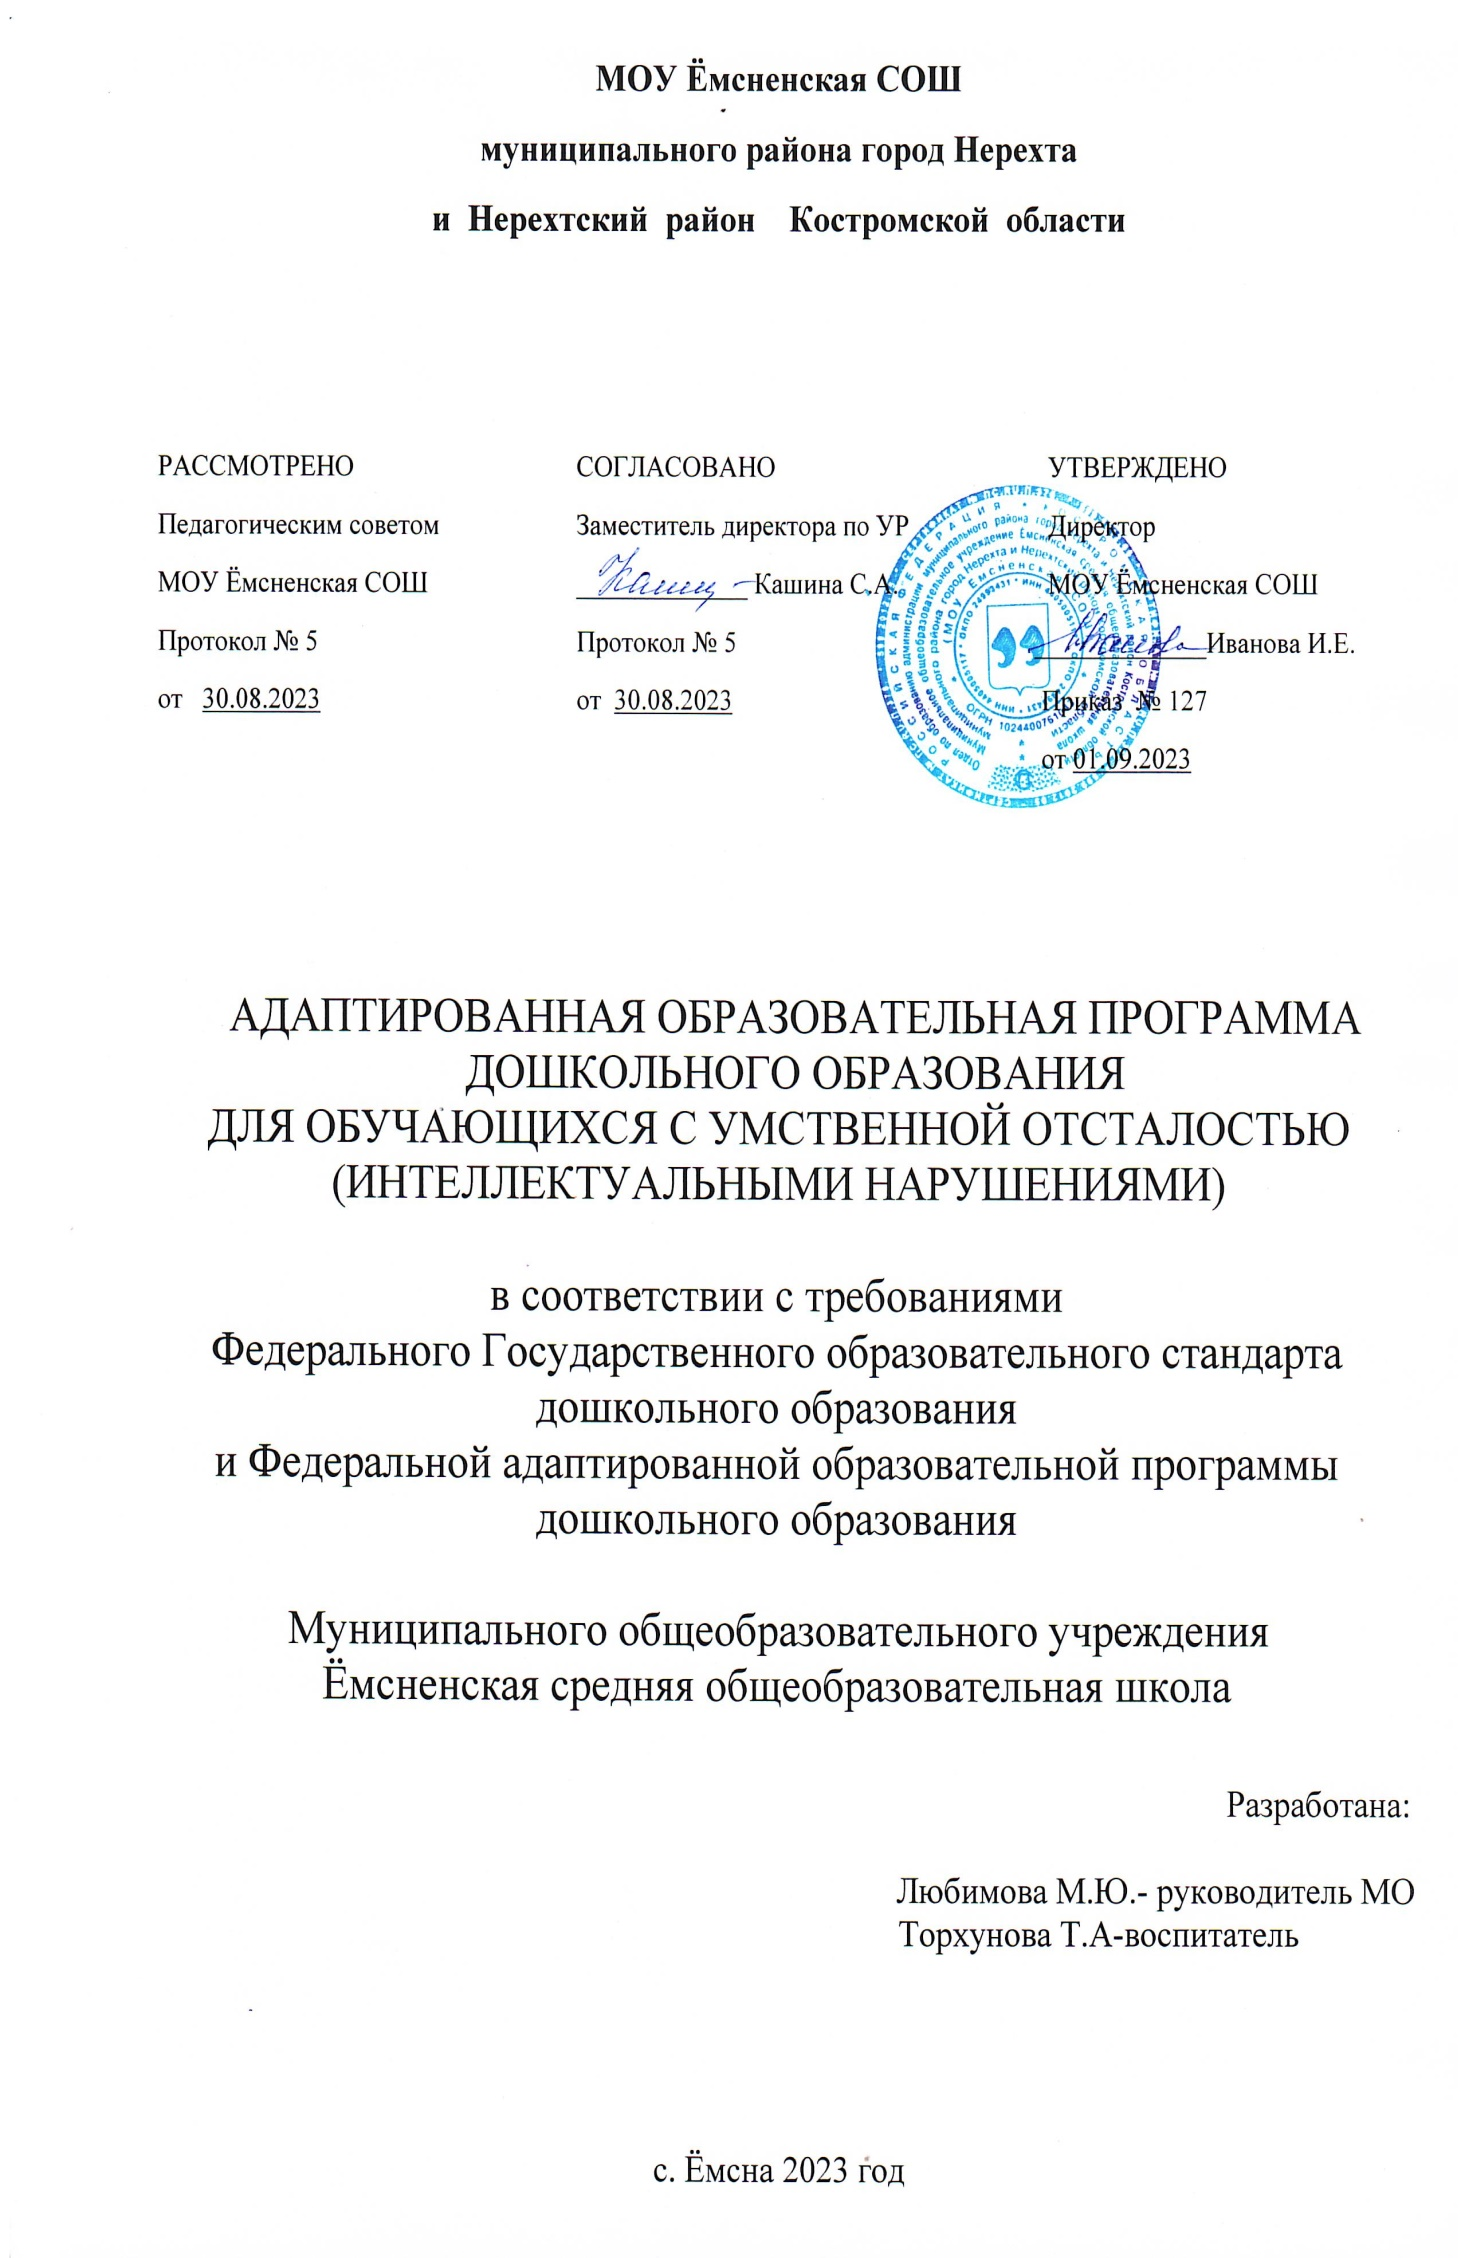 МОУ Ёмсненская СОШ
муниципального района город Нерехта
и Нерехтский район Костромской области
РАССМОТРЕНО
Педагогическим советом
МОУ Ёмсненская СОШ
Протокол № 5
от 30.08.2023
СОГЛАСОВАНО
Заместитель директора по УР
Кашина С.А.
Протокол № 5
от 30.08.2023
УТВЕРЖДЕНО
Директор
МОУ Ёмсненская СОШ
Иванова И.Е.
Приказ № 127
от 01.09.2023
АДАПТИРОВАННАЯ ОБРАЗОВАТЕЛЬНАЯ ПРОГРАММА
ДОШКОЛЬНОГО ОБРАЗОВАНИЯ
ДЛЯ ОБУЧАЮЩИХСЯ С УМСТВЕННОЙ ОТСТАЛОСТЬЮ
(ИНТЕЛЛЕКТУАЛЬНЫМИ НАРУШЕНИЯМИ)
в соответствии с требованиями
Федерального Государственного образовательного стандарта
дошкольного образования
и Федеральной адаптированной образовательной программы
дошкольного образования
Муниципального общеобразовательного учреждения
Ёмсненская средняя общеобразовательная школа
Разработана:
Любимова М.Ю.- руководитель МО
Торхунова Т.А-воспитатель
с. Ёмсна 2023 год